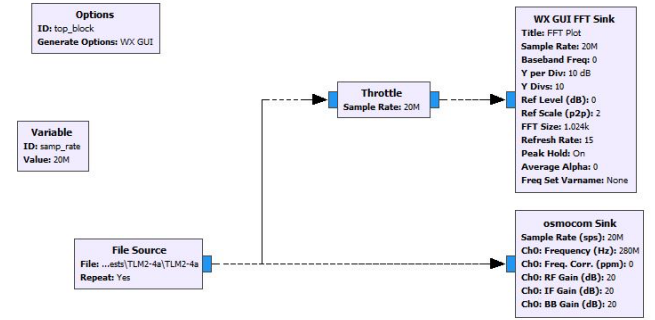 Options
ID: top_block
Generate Options: WX GUI
WX GUI FFT Sink
Title: FFT Plot
Sample Rate: 20M
Baseband Freq: 0
Y per Div: 10 dB
Y Divs: 10
Ref Level (dB): 0
Ref Scale (p2p): 2
FFT Size: 1.024k
Refresh Rate: 15
Peak Hold: On
Average Alpha: 0
Freq Set Varname: None
Throttle
Sample Rate: 20M
Variable
ID: samp_rate
Value: 20M
File Source
File: ...ests\TLM2-4a\TLM2-4a
Repeat: Yes
osmocom Sink
Sample Rate (sps): 20M
Ch0: Frequency (Hz): 280M
Ch0: Freq. Corr. (ppm): 0
Ch0: RF Gain (dB): 20
Ch0: IF Gain (dB): 20
Ch0: BB Gain (dB): 20